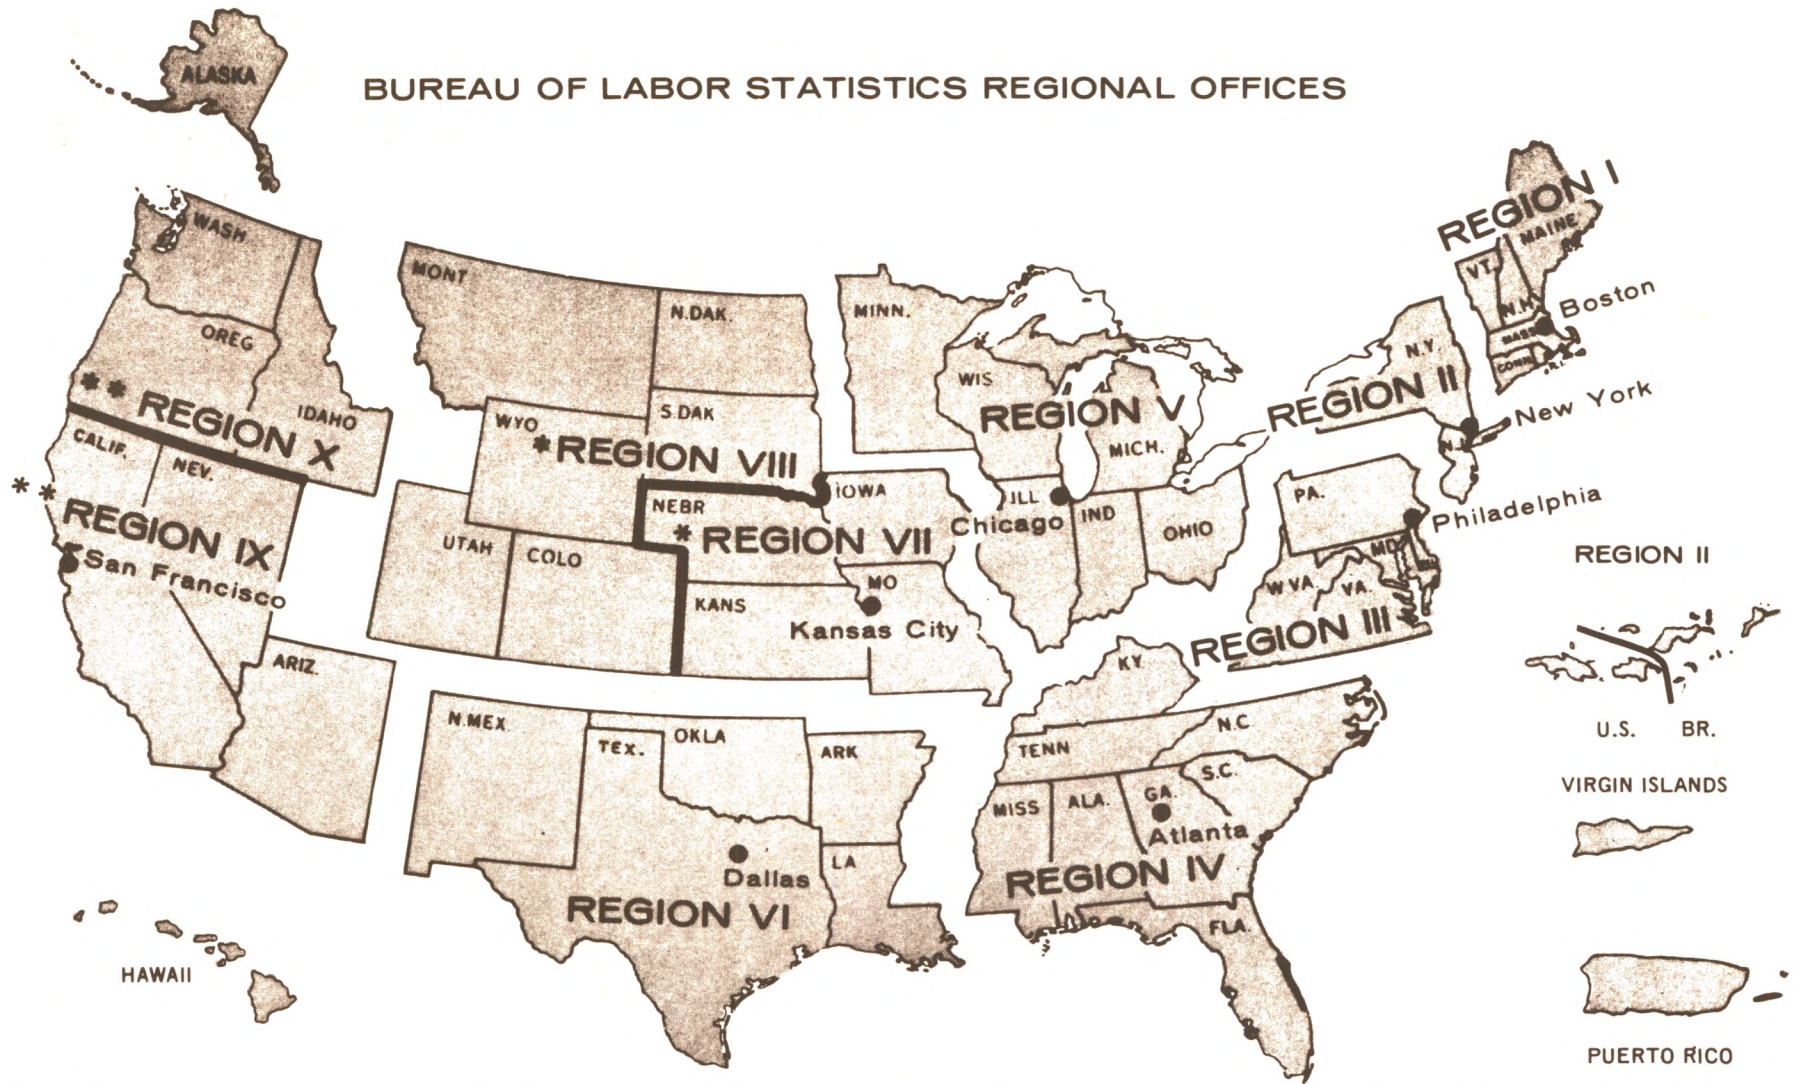 ALASKA
BUREAU OF LABOR STATISTICS REGIONAL OFFICES
REGION I
MAINE
VT.
N.H.
Boston
MASS
CONN
R.I.
WASH
OREG
IDAHO
** REGION X
MONT
N.DAK.
S.DAK
WYO
*REGION VIII
UTAH
COLO
MINN.
WIS
REGION V
MICH.
ILL
Chicago
IND
OHIO
N.Y.
REGION II
New York
N.J.
CALIF.
NEV.
**
REGION IX
San Francisco
ARIZ.
IOWA
NEBR
* REGION VII
KANS
MO
Kansas City
PA.
Philadelphia
MD
W VA.
VA.
REGION III
REGION II
U.S. BR.
VIRGIN ISLANDS
KY.
TENN
N.C
S.C.
MISS
ALA.
GA.
Atlanta
REGION IV
FLA.
N.MEX
TEX.
OKLA
ARK
LA
Dallas
REGION VI
HAWAII
PUERTO RICO